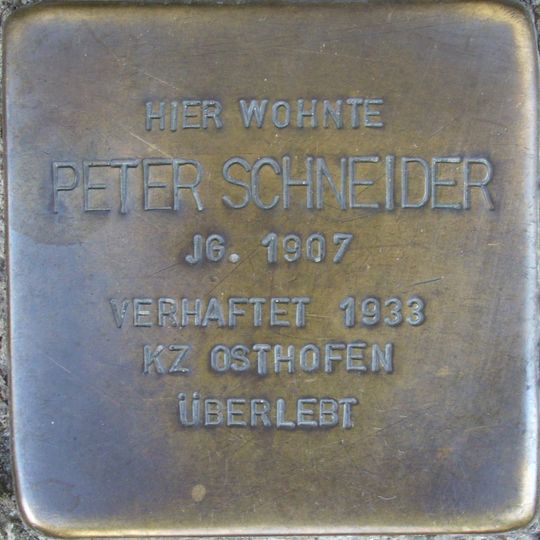 HIER WOHNTE
PETER SCHNEIDER
JG. 1907
VERHAFTET 1933
KZ OSTHOFEN
ÜBERLEBT